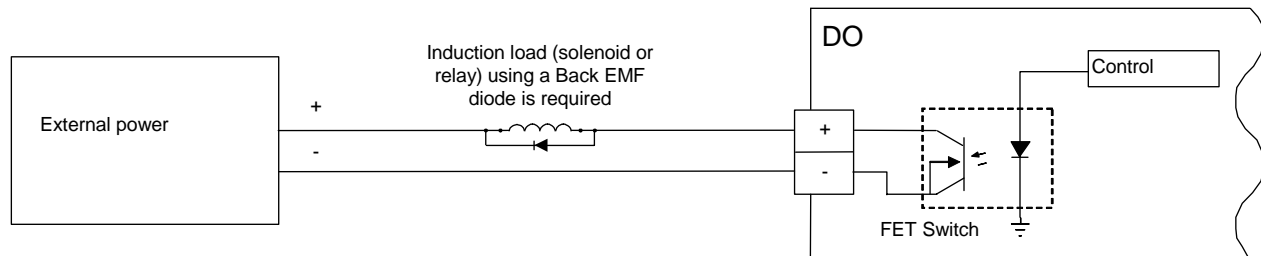 DO
Induction load (solenoid or
relay) using a Back EMF
diode is required
Control
External power
+
-
+
-
FET Switch